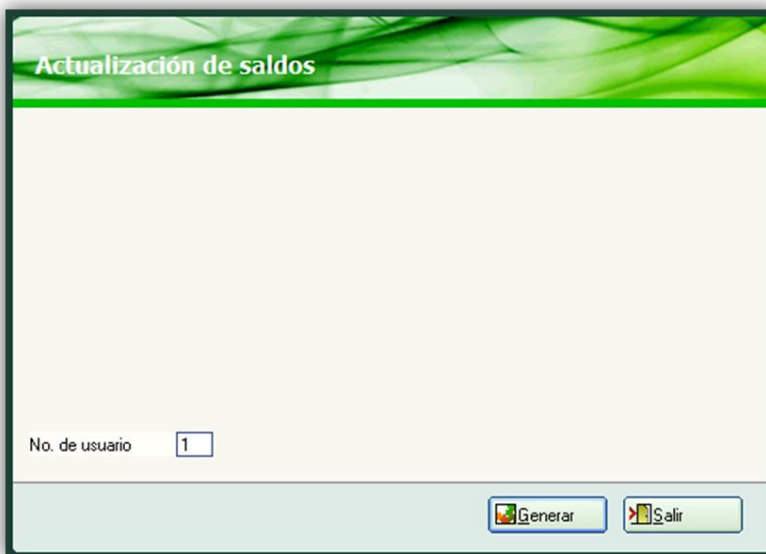 Actualización de saldos
No. de usuario 1
Generar Salir